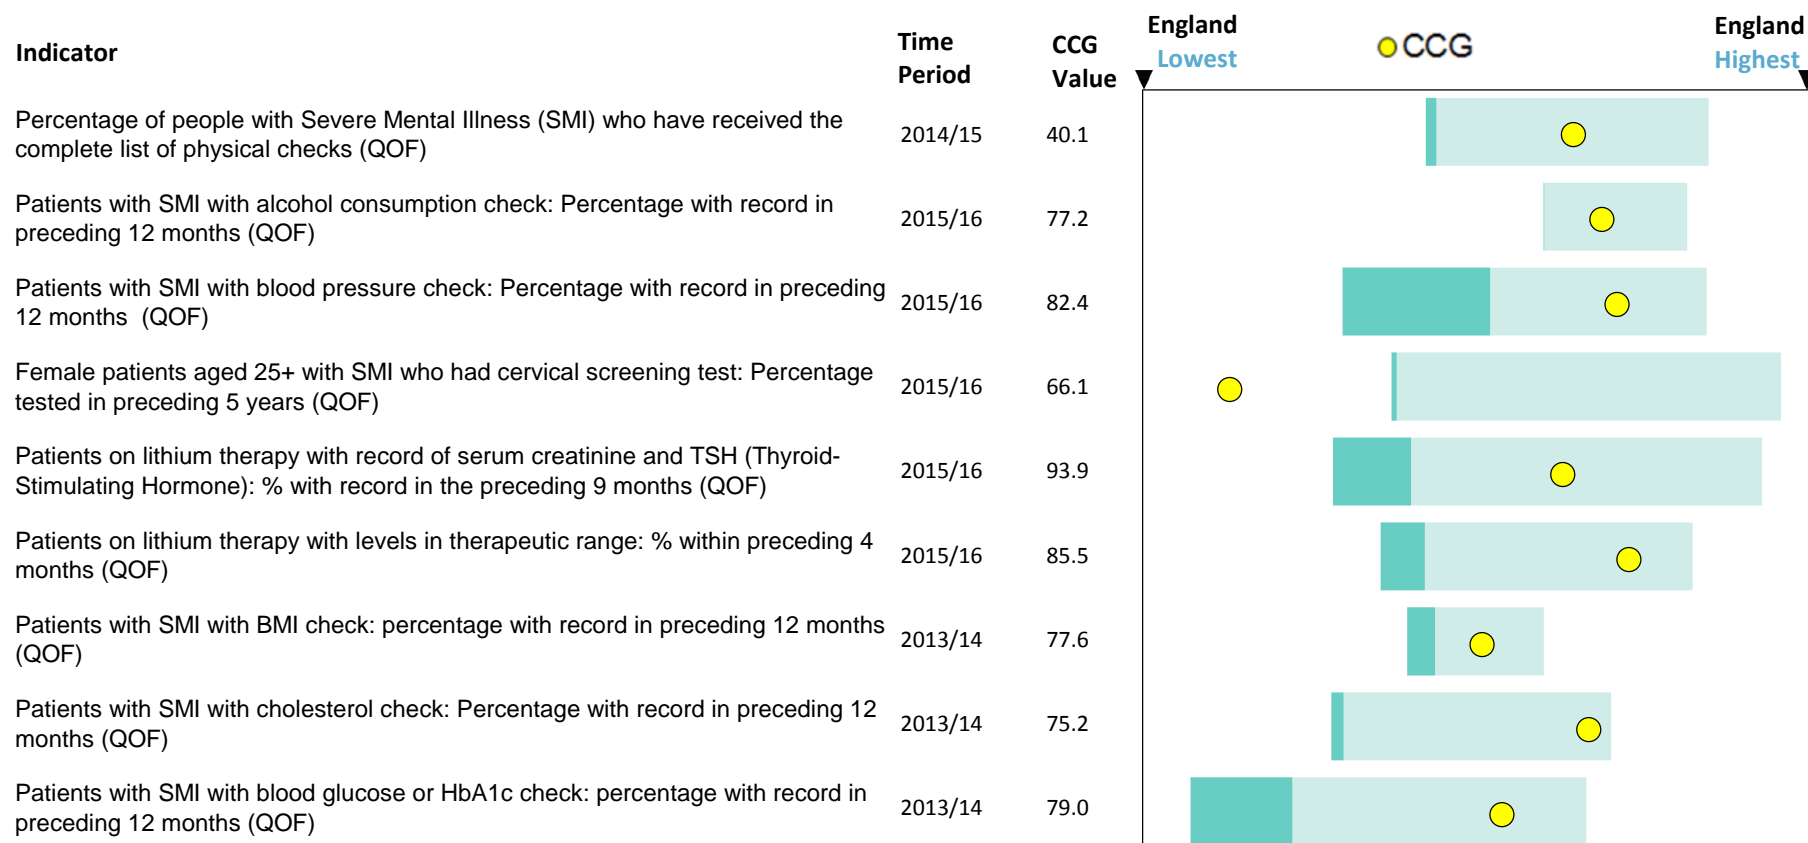 Indicator
Time Period
CCG Value
England Lowest
CCG
England Highest
Percentage of people with Severe Mental Illness (SMI) who have received the
complete list of physical checks (QOF)
2014/15
40.1
Patients with SMI with alcohol consumption check: Percentage with record in
preceding 12 months (QOF)
2015/16
77.2
Patients with SMI with blood pressure check: Percentage with record in preceding
12 months  (QOF)
2015/16
82.4
Female patients aged 25+ with SMI who had cervical screening test: Percentage
tested in preceding 5 years (QOF)
2015/16
66.1
Patients on lithium therapy with record of serum creatinine and TSH (Thyroid-
Stimulating Hormone): % with record in the preceding 9 months (QOF)
2015/16
93.9
Patients on lithium therapy with levels in therapeutic range: % within preceding 4
months (QOF)
2015/16
85.5
Patients with SMI with BMI check: percentage with record in preceding 12 months
(QOF)
2013/14
77.6
Patients with SMI with cholesterol check: Percentage with record in preceding 12
months (QOF)
2013/14
75.2
Patients with SMI with blood glucose or HbA1c check: percentage with record in
preceding 12 months (QOF)
2013/14
79.0